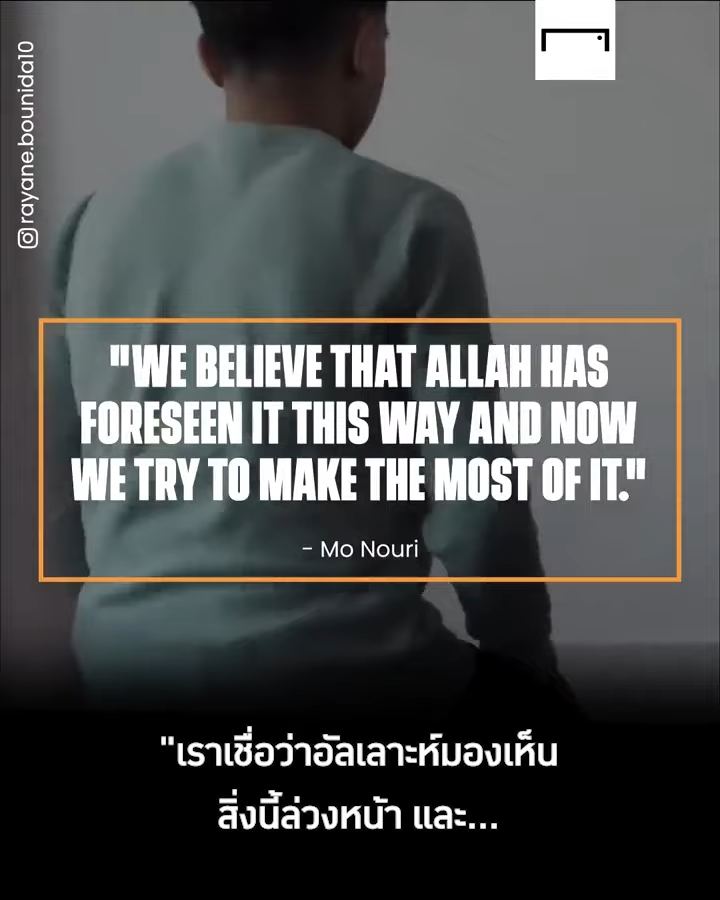 rayane.bounida10
"WE BELIEVE THAT ALLAH HAS
FORESEEN IT THIS WAY AND NOW
WE TRY TO MAKE THE MOST OF IT."
- Mo Nouri
"เราเชื่อว่าอัลเลาะห์มองเห็น
สิ่งนี้ล่วงหน้า และ...